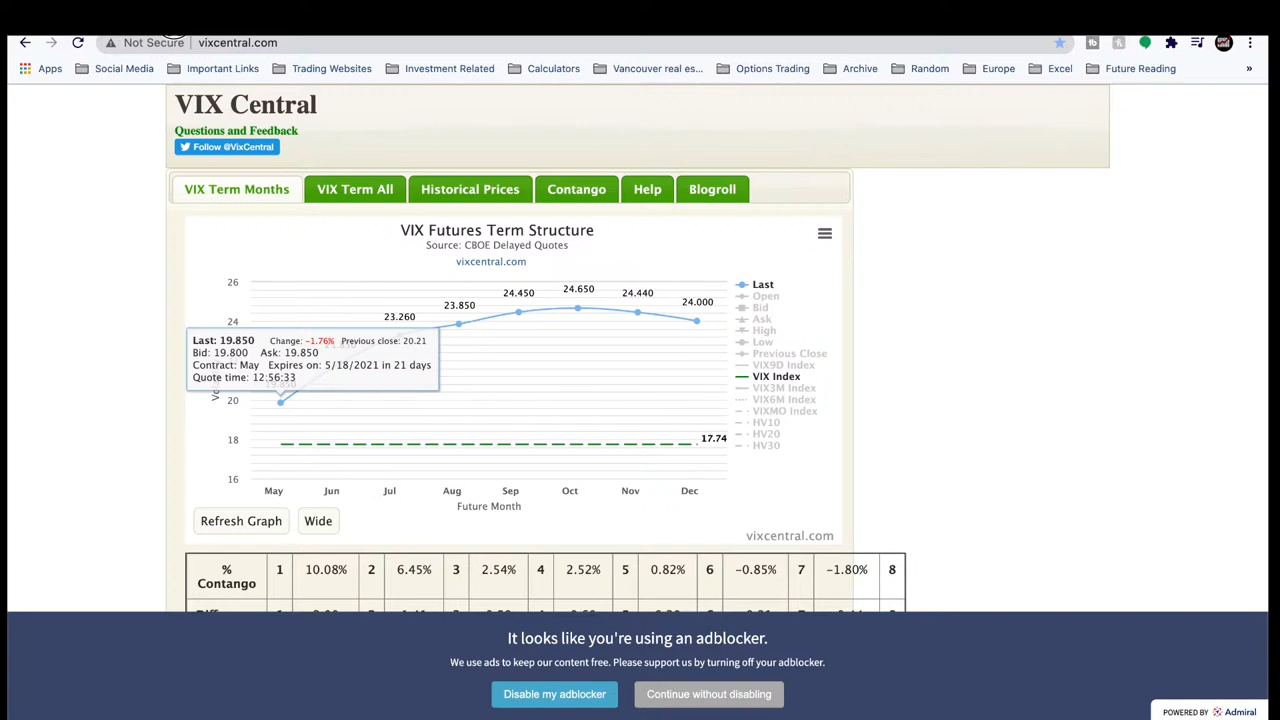 Not Secure | vixcentral.com
Apps Social Media Important Links Trading Websites Investment Related Calculators Vancouver real es... Options Trading Archive Random Europe Excel Future Reading »
VIX Central
Questions and Feedback
Follow @VixCentral
VIX Term Months VIX Term All Historical Prices Contango Help Blogroll
VIX Futures Term Structure
Source: CBOE Delayed Quotes
vixcentral.com
26
24
20
18
16
23.260
23.850
24.450
24.650
24.440
24.000
17.74
Last: 19.850 Change: -1.76% Previous close: 20.21
Bid: 19.800 Ask: 19.850
Contract: May Expires on: 5/18/2021 in 21 days
Quote time: 12:56:33
May Jun Jul Aug Sep Oct Nov Dec
Future Month
Last
Open
Bid
Ask
High
Low
Previous Close
VIX9D Index
VIX Index
VIX3M Index
VIX6M Index
VIXMO Index
HV10
HV20
HV30
Refresh Graph Wide
vixcentral.com
% Contango 1 10.08% 2 6.45% 3 2.54% 4 2.52% 5 0.82% 6 -0.85% 7 -1.80% 8
It looks like you're using an adblocker.
We use ads to keep our content free. Please support us by turning off your adblocker.
Disable my adblocker Continue without disabling
POWERED BY Admiral